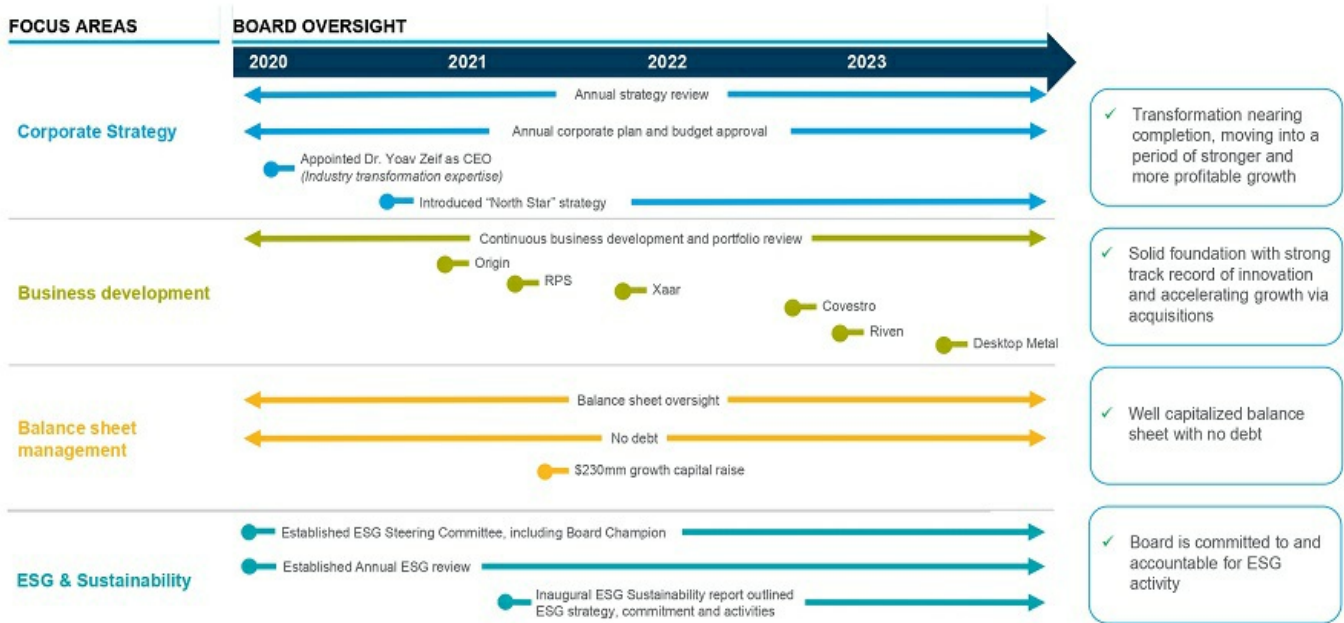 FOCUS AREAS
BOARD OVERSIGHT
2020 2021 2022 2023
Corporate Strategy
Annual strategy review
Annual corporate plan and budget approval
Appointed Dr. Yoav Zeif as CEO
(Industry transformation expertise)
Introduced “North Star” strategy
✓ Transformation nearing
completion, moving into a
period of stronger and
more profitable growth
Business development
Continuous business development and portfolio review
Origin
RPS
Xaar
Covestro
Riven
Desktop Metal
✓ Solid foundation with strong
track record of innovation
and accelerating growth via
acquisitions
Balance sheet
management
Balance sheet oversight
No debt
$230mm growth capital raise
✓ Well capitalized balance
sheet with no debt
ESG & Sustainability
Established ESG Steering Committee, including Board Champion
Established Annual ESG review
Inaugural ESG Sustainability report outlined
ESG strategy, commitment and activities
✓ Board is committed to and
accountable for ESG
activity